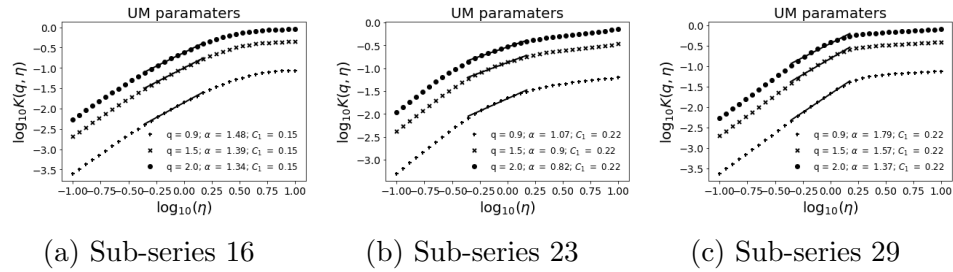 UM paramaters
log10K(q, η)
0.0
−0.5
−1.0
−1.5
−2.0
−2.5
−3.0
−3.5
q = 0.9; α = 1.48; C1 = 0.15
q = 1.5; α = 1.39; C1 = 0.15
q = 2.0; α = 1.34; C1 = 0.15
−1.00 −0.75 −0.50 −0.25 0.00 0.25 0.50 0.75 1.00
log10(η)
(a) Sub-series 16
UM paramaters
log10K(q, η)
0.0
−0.5
−1.0
−1.5
−2.0
−2.5
−3.0
q = 0.9; α = 1.07; C1 = 0.22
q = 1.5; α = 0.9; C1 = 0.22
q = 2.0; α = 0.82; C1 = 0.22
−1.00 −0.75 −0.50 −0.25 0.00 0.25 0.50 0.75 1.00
log10(η)
(b) Sub-series 23
UM paramaters
log10K(q, η)
0.0
−0.5
−1.0
−1.5
−2.0
−2.5
−3.0
−3.5
q = 0.9; α = 1.79; C1 = 0.22
q = 1.5; α = 1.57; C1 = 0.22
q = 2.0; α = 1.37; C1 = 0.22
−1.00 −0.75 −0.50 −0.25 0.00 0.25 0.50 0.75 1.00
log10(η)
(c) Sub-series 29